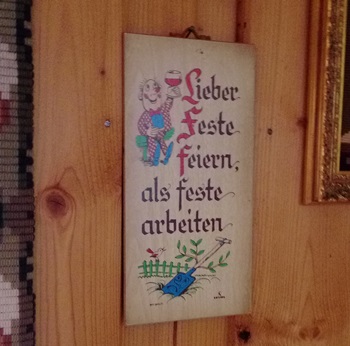 Lieber
Feste
feiern,
als feste
arbeiten